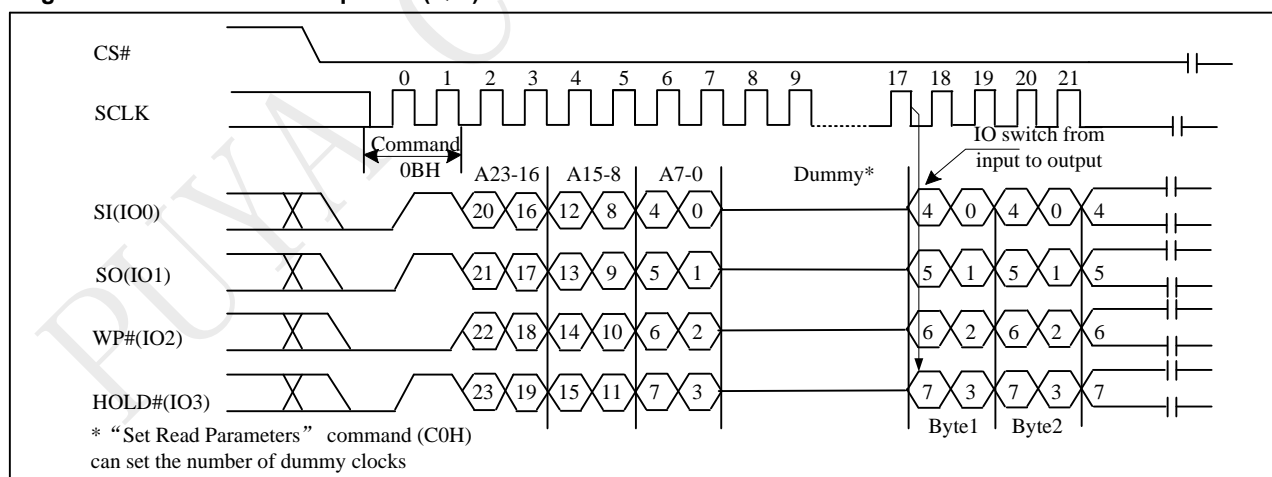 CS#
0 1 2 3 4 5 6 7 8 9 17 18 19 20 21
SCLK
IO switch from
input to output
Command
0BH
A23-16 A15-8 A7-0 Dummy*
SI(IO0) 20 16 12 8 4 0 4 0 4 0 4
SO(IO1) 21 17 13 9 5 1 5 1 5 1 5
WP#(IO2) 22 18 14 10 6 2 6 2 6 2 6
HOLD#(IO3) 23 19 15 11 7 3 7 3 7 3 7
Byte1 Byte2
* “Set Read Parameters” command (C0H)
can set the number of dummy clocks
PUYA